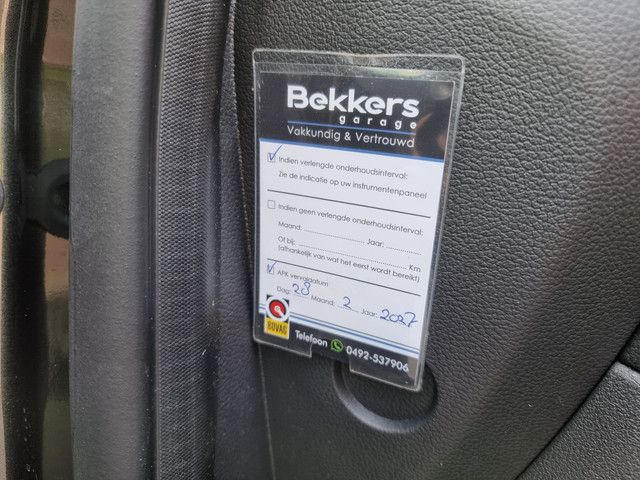 Bekkers
garage
Vakkundig & Vertrouwd
Indien verlengde onderhoudsinterval:
Zie de indicatie op uw instrumentenpaneel
Indien geen verlengde onderhoudsinterval:
Maand: Jaar:
Of bij: Km
(afhankelijk van wat het eerst wordt bereikt)
APK vervaldatum
Dag: 28 Maand: 2 Jaar: 2027
BOVAG
Telefoon 0492-537906